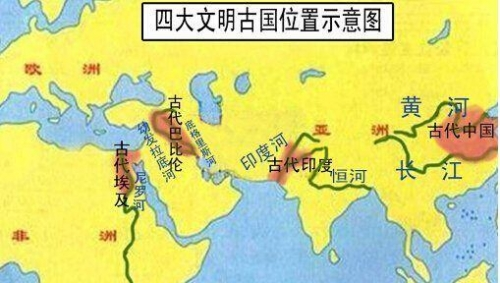 四大文明古国位置示意图
欧 洲
亚 洲
非 洲
古代巴比伦
幼发拉底河
底格里斯河
古代埃及
尼罗河
印度河
古代印度
恒河
黄 河
古代中国
长 江